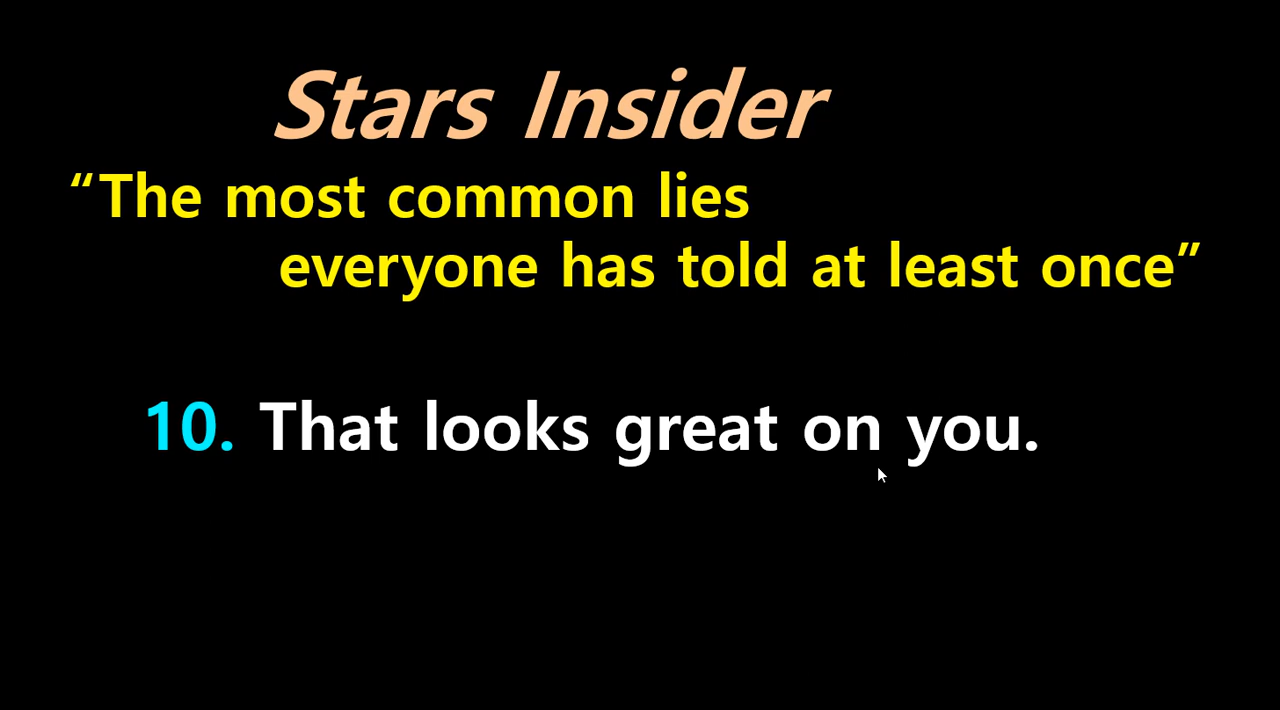 Stars Insider
“The most common lies
everyone has told at least once”
10. That looks great on you.